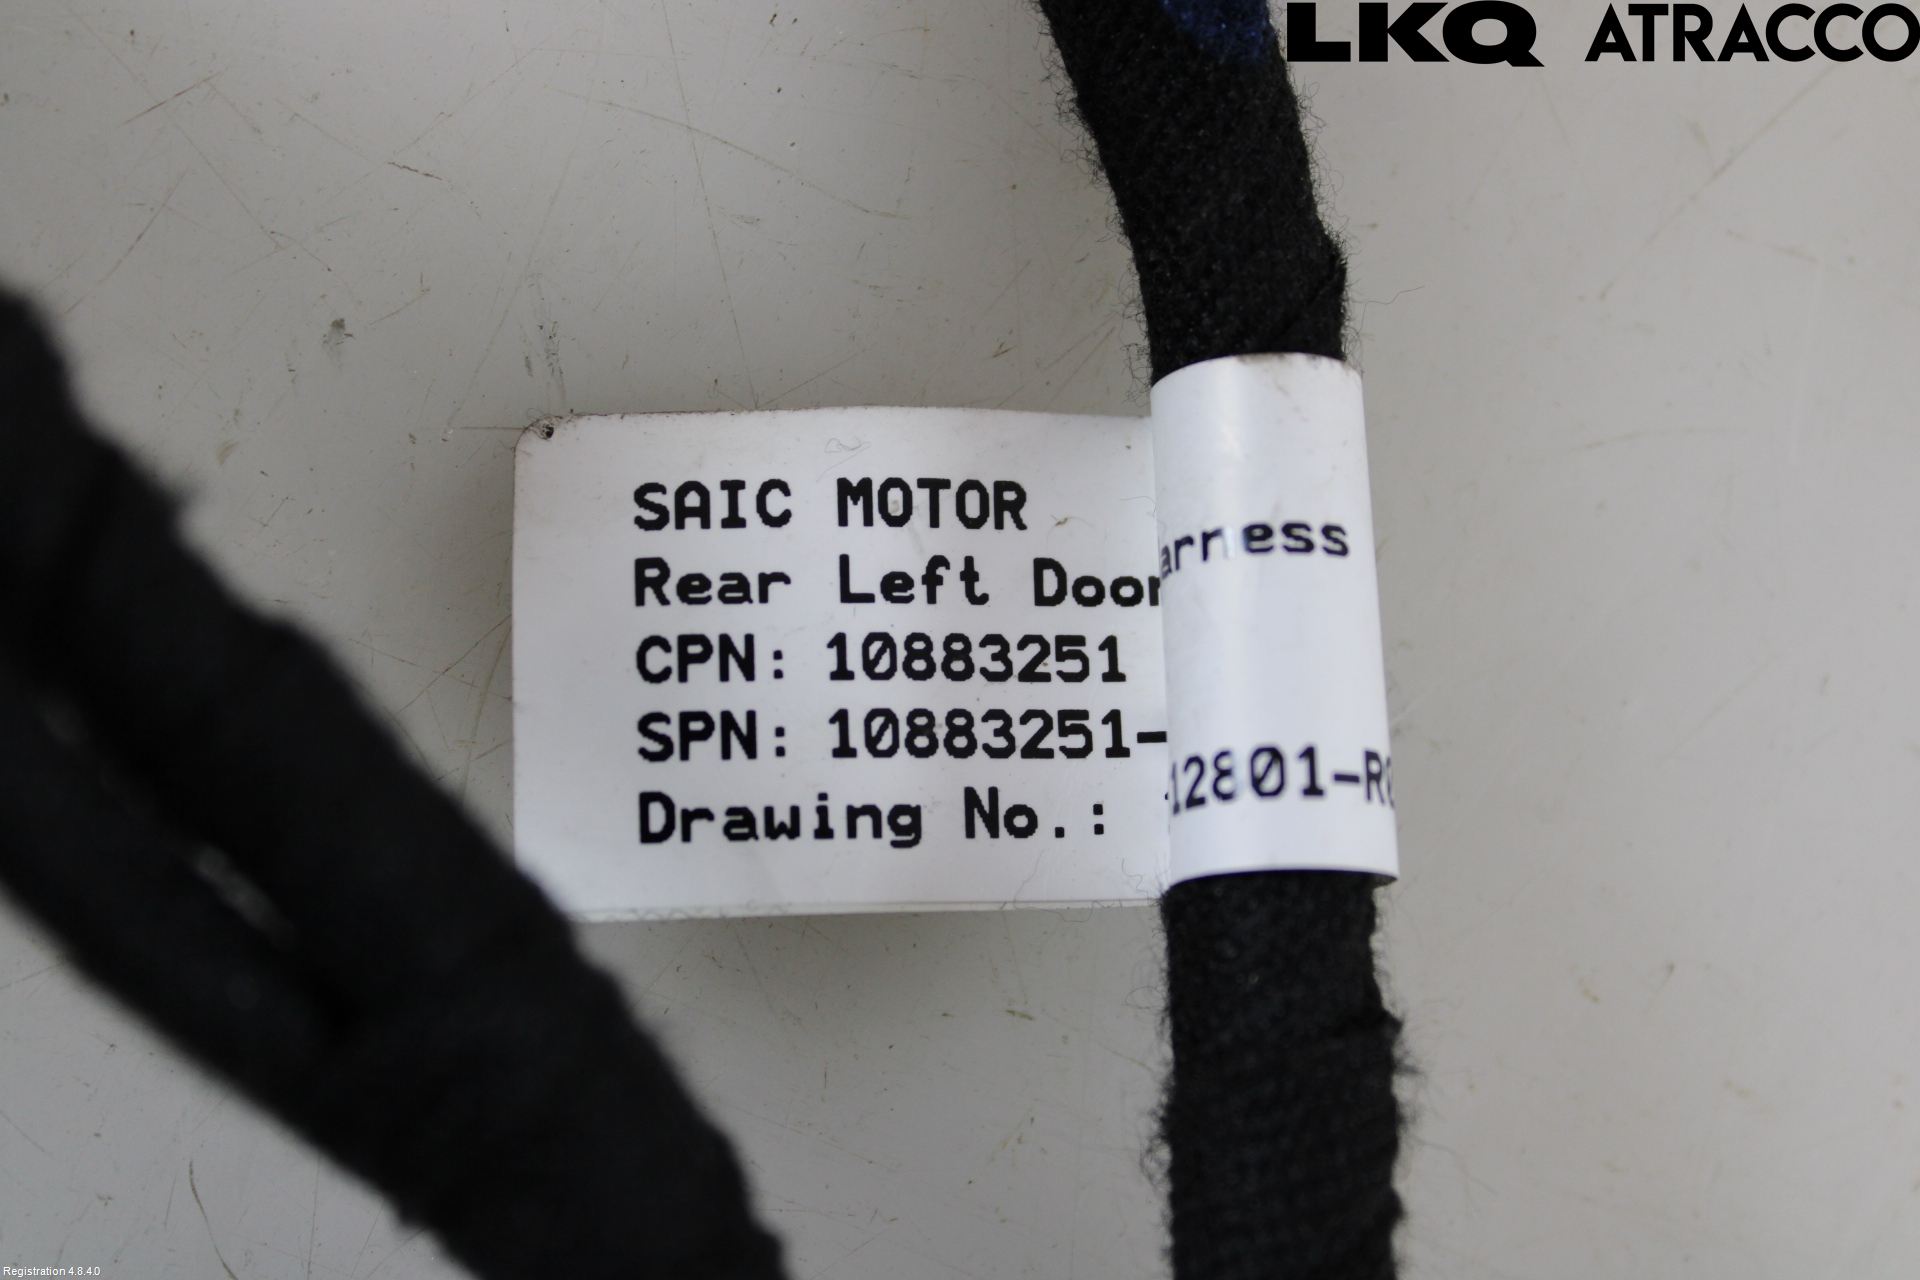 LKQ ATRACCO
SAIC MOTOR
Rear Left Door
CPN: 10883251
SPN: 10883251-
12801-R
Drawing No.:
Registration 4.8.4.0